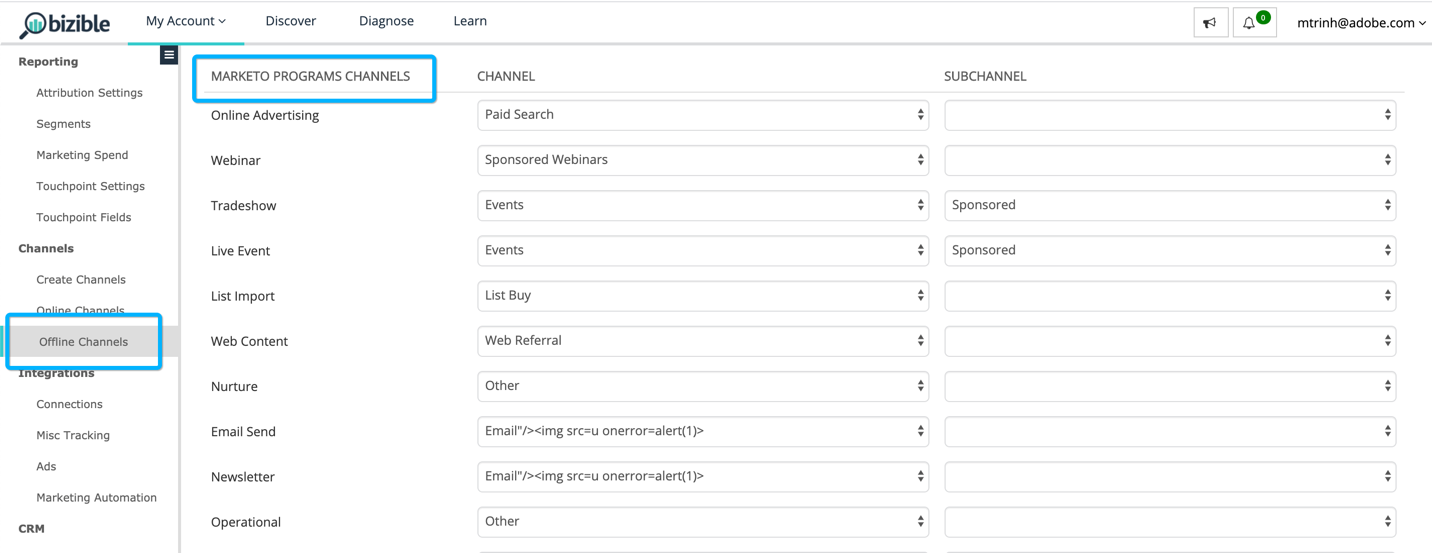 bizible
My Account
Discover
Diagnose
Learn
0
mtrinh@adobe.com
Reporting
Attribution Settings
Segments
Marketing Spend
Touchpoint Settings
Touchpoint Fields
Channels
Create Channels
Online Channels
Offline Channels
Integrations
Connections
Misc Tracking
Ads
Marketing Automation
CRM
MARKETO PROGRAMS CHANNELS CHANNEL SUBCHANNEL
Online Advertising Paid Search
Webinar Sponsored Webinars
Tradeshow Events Sponsored
Live Event Events Sponsored
List Import List Buy
Web Content Web Referral
Nurture Other
Email Send Email"/><img src=u onerror=alert(1)>
Newsletter Email"/><img src=u onerror=alert(1)>
Operational Other